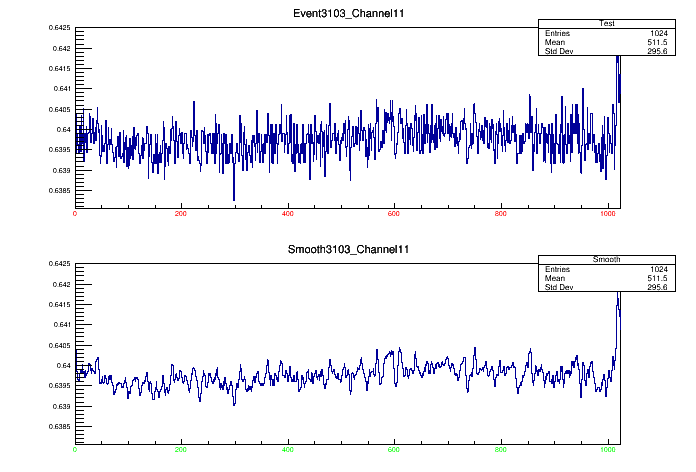 Event3103_Channel11
Test
Entries 1024
Mean 511.5
Std Dev 295.6
0.6425
0.642
0.6415
0.641
0.6405
0.64
0.6395
0.639
0.6385
0 200 400 600 800 1000
Smooth3103_Channel11
Smooth
Entries 1024
Mean 511.5
Std Dev 295.6
0.6425
0.642
0.6415
0.641
0.6405
0.64
0.6395
0.639
0.6385
0 200 400 600 800 1000